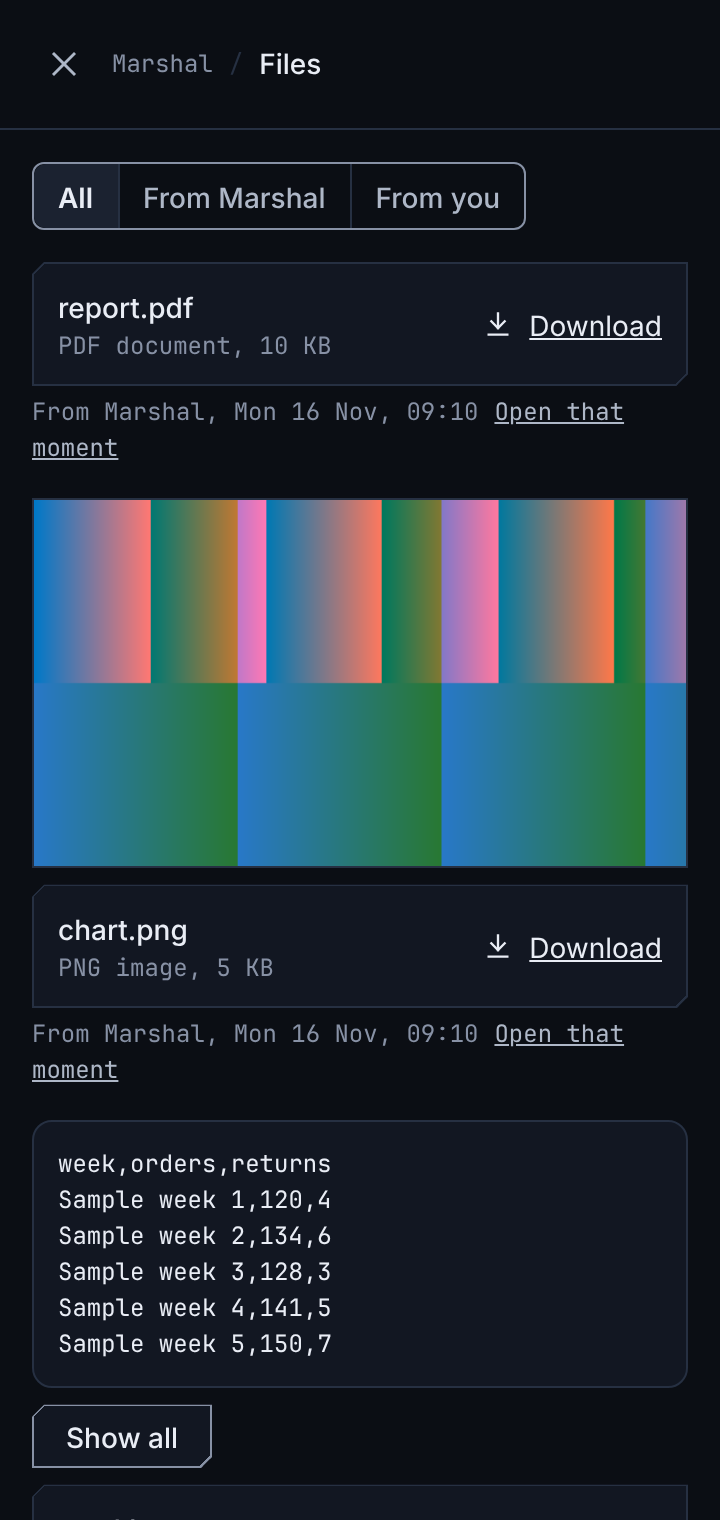 Marshal / Files
All From Marshal From you
report.pdf
PDF document, 10 KB
Download
From Marshal, Mon 16 Nov, 09:10 Open that
moment
chart.png
PNG image, 5 KB
Download
From Marshal, Mon 16 Nov, 09:10 Open that
moment
week,orders,returns
Sample week 1,120,4
Sample week 2,134,6
Sample week 3,128,3
Sample week 4,141,5
Sample week 5,150,7
Show all